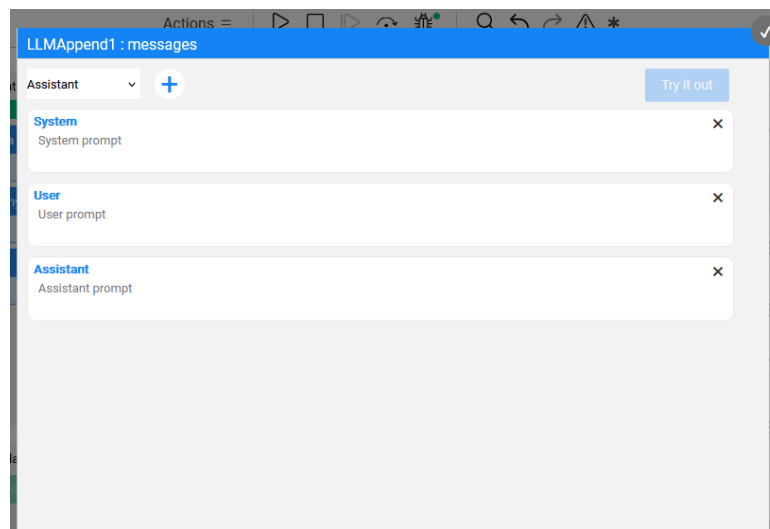 Actions =
LLMAppend1 : messages
Assistant
Try it out
System
System prompt
User
User prompt
Assistant
Assistant prompt